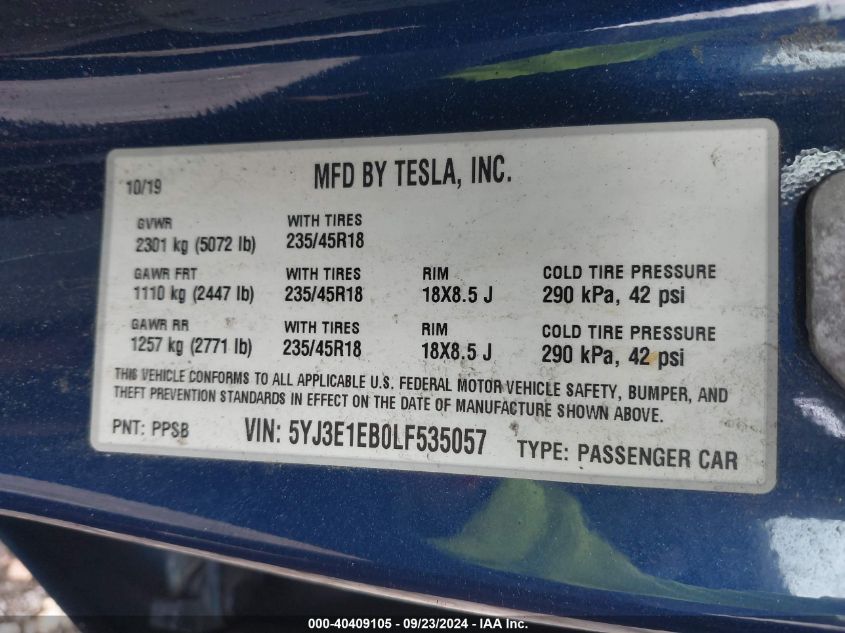 10/19 MFD BY TESLA, INC.
GVWR WITH TIRES
2301 kg (5072 lb) 235/45R18
GAWR FRT WITH TIRES RIM COLD TIRE PRESSURE
1110 kg (2447 lb) 235/45R18 18X8.5 J 290 kPa, 42 psi
GAWR RR WITH TIRES RIM COLD TIRE PRESSURE
1257 kg (2771 lb) 235/45R18 18X8.5 J 290 kPa, 42 psi
THIS VEHICLE CONFORMS TO ALL APPLICABLE U.S. FEDERAL MOTOR VEHICLE SAFETY, BUMPER, AND
THEFT PREVENTION STANDARDS IN EFFECT ON THE DATE OF MANUFACTURE SHOWN ABOVE.
PNT: PPSB VIN: 5YJ3E1EB0LF535057 TYPE: PASSENGER CAR
000-40409105 - 09/23/2024 - IAA Inc.